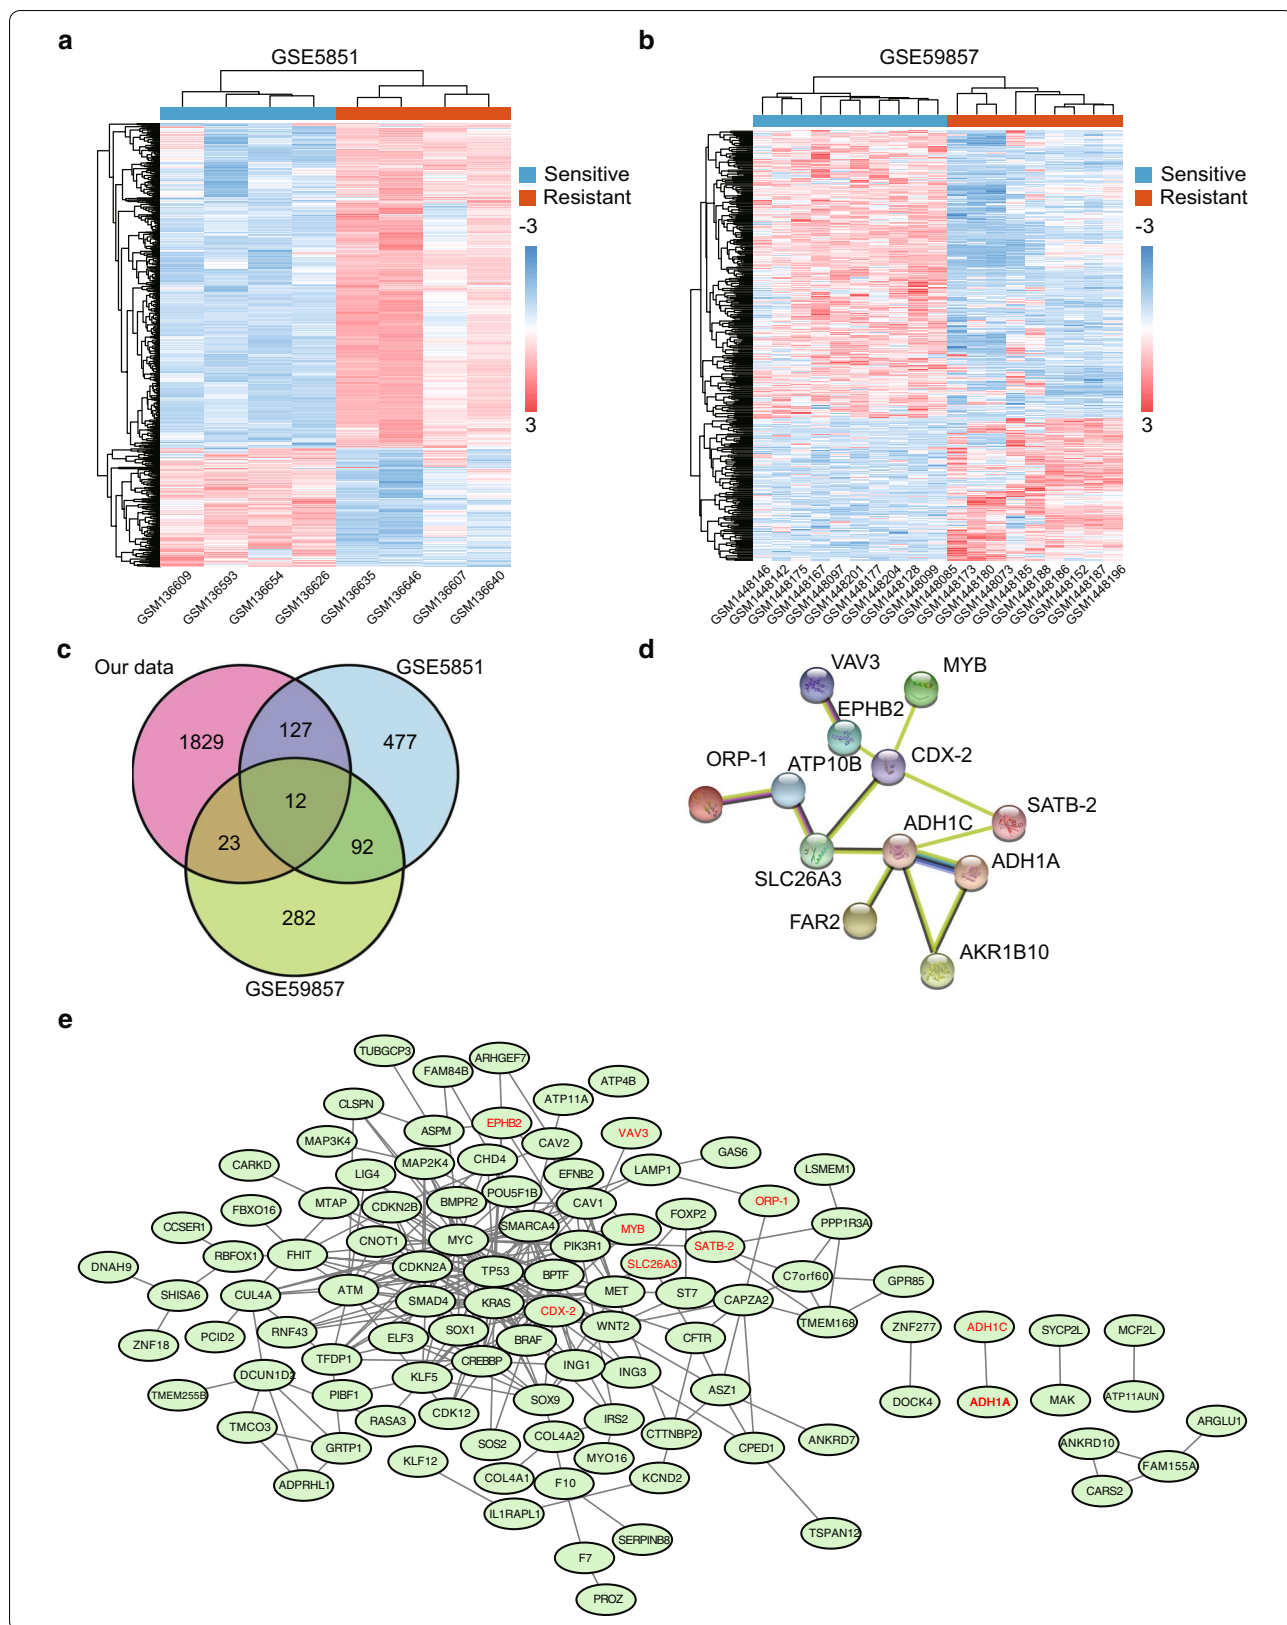 a
GSE5851
Sensitive
Resistant
-3
3
GSM136609
GSM136593
GSM136654
GSM136626
GSM136635
GSM136646
GSM136607
GSM136640
b
GSE59857
Sensitive
Resistant
-3
3
GSM1448146
GSM1448142
GSM1448175
GSM1448167
GSM1448097
GSM1448201
GSM1448177
GSM1448204
GSM1448128
GSM1448099
GSM1448085
GSM1448173
GSM1448180
GSM1448073
GSM1448185
GSM1448188
GSM1448186
GSM1448152
GSM1448187
GSM1448196
c
Our data
GSE5851
1829
127
477
12
23
92
282
GSE59857
d
VAV3
MYB
EPHB2
ORP-1
ATP10B
CDX-2
SATB-2
ADH1C
SLC26A3
ADH1A
FAR2
AKR1B10
e
TUBGCP3
ARHGEF7
FAM84B
ATP4B
CLSPN
ATP11A
EPHB2
ASPM
VAV3
MAP3K4
CAV2
GAS6
CARKD
MAP2K4
CHD4
LIG4
EFNB2
LAMP1
LSMEM1
MTAP
CDKN2B
BMPR2
POU5F1B
CAV1
ORP-1
FBXO16
FOXP2
CCSER1
SMARCA4
MYB
PPP1R3A
CNOT1
MYC
PIK3R1
SATB-2
DNAH9
RBFOX1
FHIT
CDKN2A
TP53
BPTF
SLC26A3
C7orf60
GPR85
SHISA6
CUL4A
ATM
MET
ST7
SMAD4
KRAS
CDX-2
CAPZA2
ZNF18
PCID2
RNF43
ELF3
SOX1
BRAF
WNT2
CFTR
TMEM168
ZNF277
ADH1C
SYCP2L
MCF2L
TFDP1
CREBBP
ING1
ING3
DCUN1D2
KLF5
ASZ1
TMEM255B
PIBF1
SOX9
DOCK4
ADH1A
MAK
ATP11AUN
RASA3
CDK12
IRS2
TMCO3
GRTP1
SOS2
COL4A2
CTTNBP2
CPED1
ANKRD7
ARGLU1
KLF12
MYO16
ANKRD10
FAM155A
ADPRHL1
COL4A1
F10
KCND2
CARS2
IL1RAPL1
SERPINB8
TSPAN12
F7
PROZ